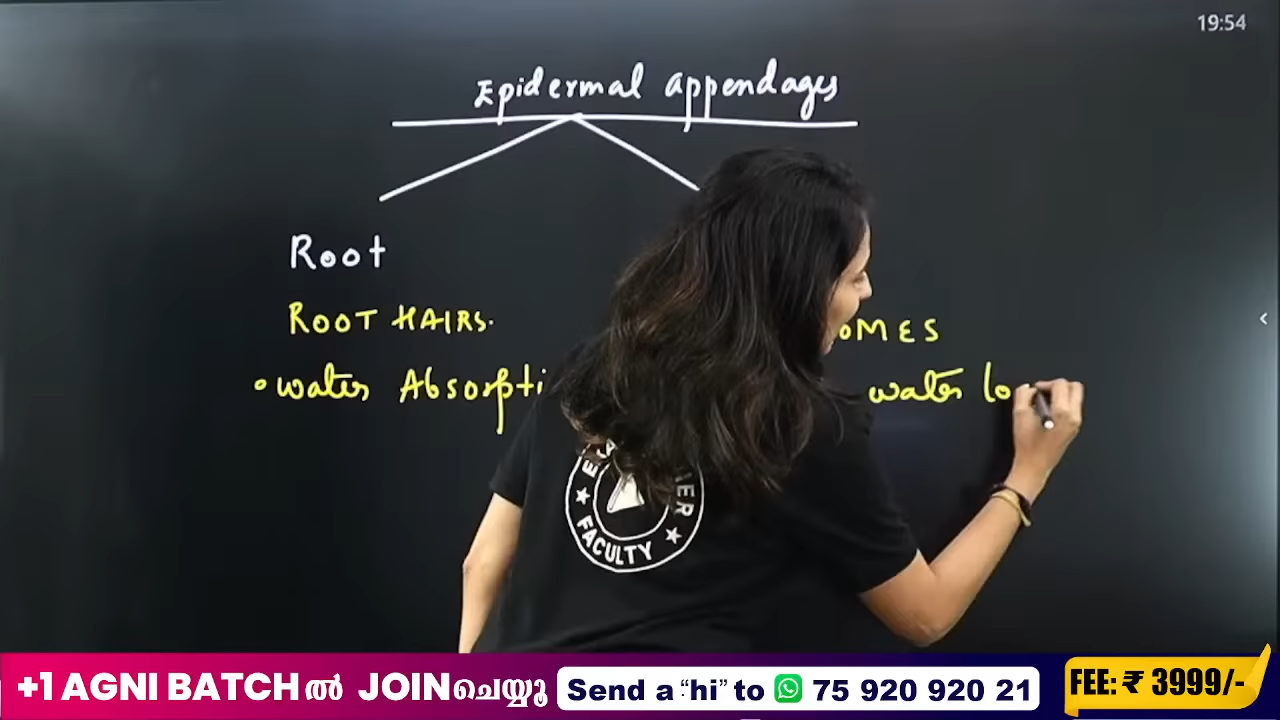 19:54
Epidermal appendages
Root
ROOT HAIRS.
OMES
• water Absorpti
water lo
FACULTY
+1 AGNI BATCHൽ JOINചെയ്യൂ
Send a “hi” to 75 920 920 21
FEE: ₹ 3999/-